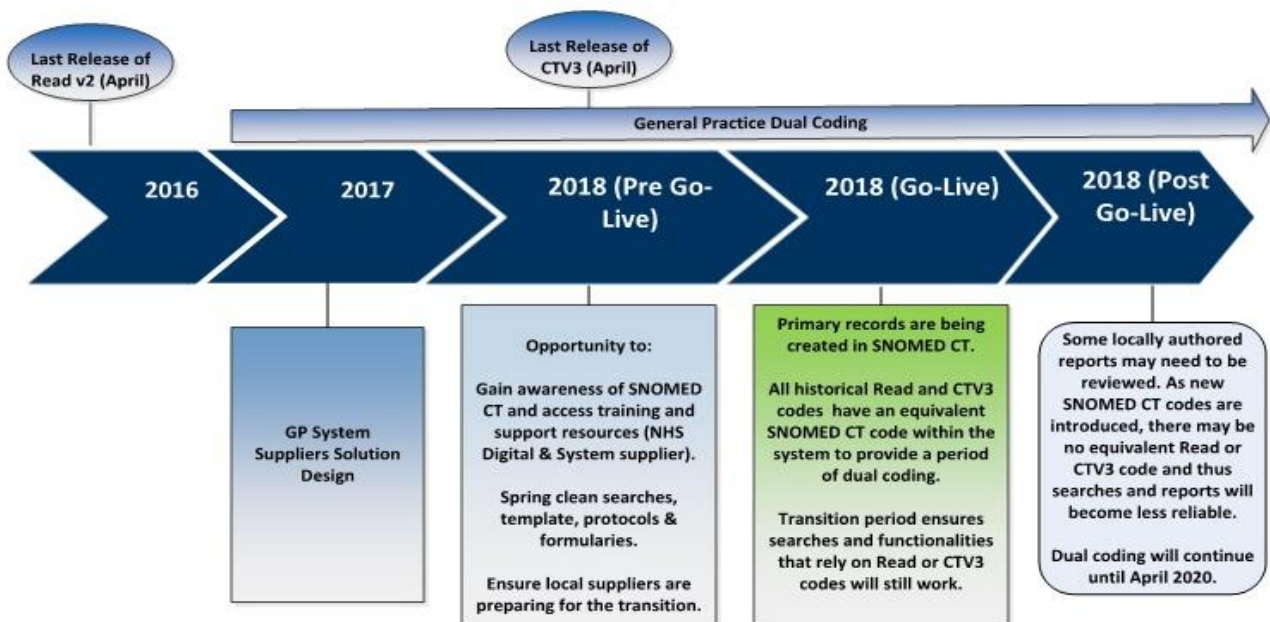 Last Release of
Read v2 (April)
Last Release of
CTV3 (April)
General Practice Dual Coding
2016
2017
2018 (Pre Go-
Live)
2018 (Go-Live)
2018 (Post
Go-Live)
GP System
Suppliers Solution
Design
Opportunity to:
Gain awareness of SNOMED
CT and access training and
support resources (NHS
Digital & System supplier).
Spring clean searches,
template, protocols &
formularies.
Ensure local suppliers are
preparing for the transition.
Primary records are being
created in SNOMED CT.
All historical Read and CTV3
codes have an equivalent
SNOMED CT code within the
system to provide a period
of dual coding.
Transition period ensures
searches and functionalities
that rely on Read or CTV3
codes will still work.
Some locally authored
reports may need to be
reviewed. As new
SNOMED CT codes are
introduced, there may be
no equivalent Read or
CTV3 code and thus
searches and reports will
become less reliable.
Dual coding will continue
until April 2020.